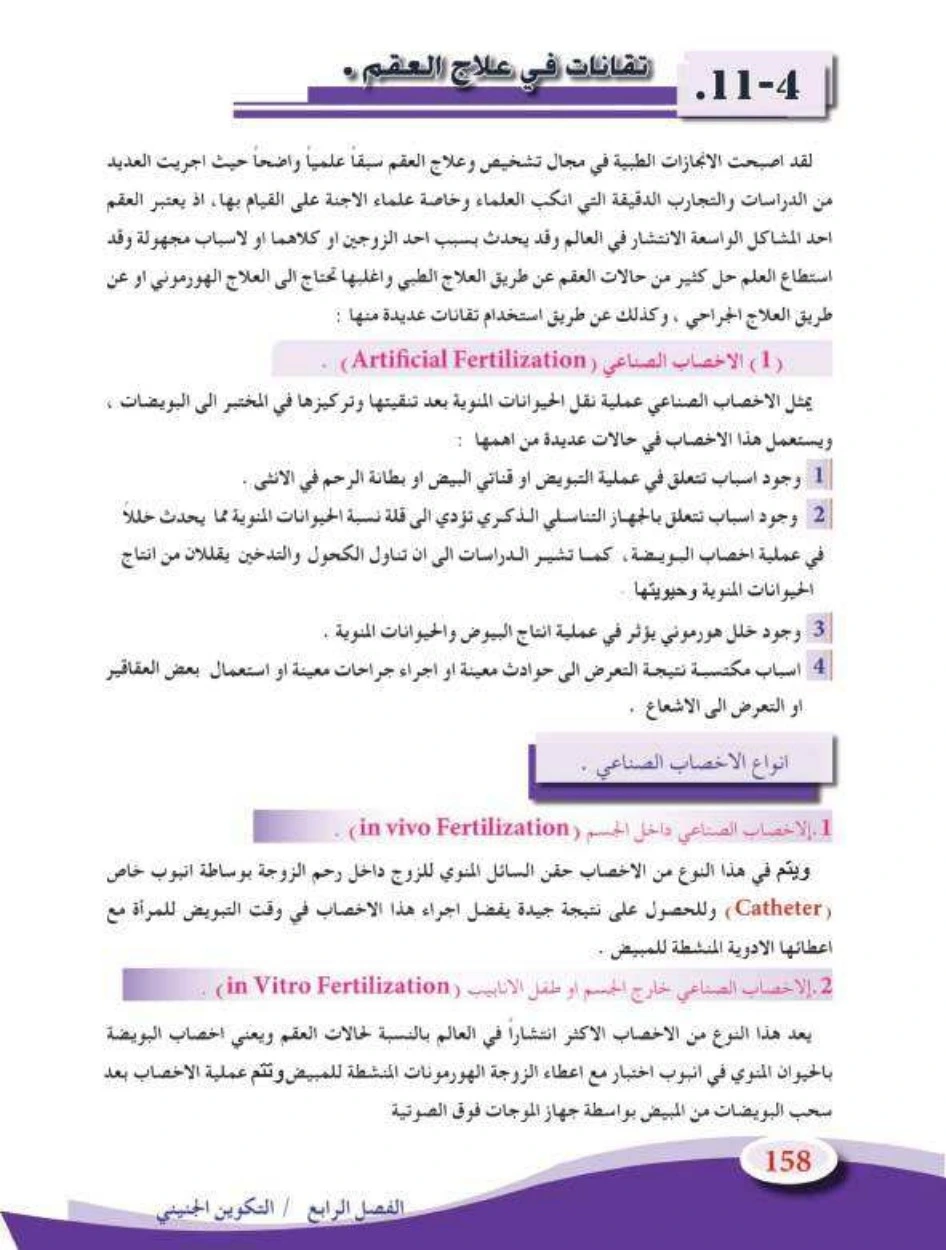 11-4. تقانات في علاج العقم .
لقد اصبحت الانجازات الطبية في مجال تشخيص وعلاج العقم سبقاً علمياً واضحاً حيث اجريت العديد
من الدراسات والتجارب الدقيقة التي انكب العلماء وخاصة علماء الاجنة على القيام بها، اذ يعتبر العقم
احد المشاكل الواسعة الانتشار في العالم وقد يحدث بسبب احد الزوجين او كلاهما او لاسباب مجهولة وقد
استطاع العلم حل كثير من حالات العقم عن طريق العلاج الطبي واغلبها تحتاج الى العلاج الهورموني او عن
طريق العلاج الجراحي ، وكذلك عن طريق استخدام تقانات عديدة منها :
(1) الاخصاب الصناعي (Artificial Fertilization) .
يمثل الاخصاب الصناعي عملية نقل الحيوانات المنوية بعد تنقيتها وتركيزها في المختبر الى البويضات ،
ويستعمل هذا الاخصاب في حالات عديدة من اهمها :
1 وجود اسباب تتعلق في عملية التبويض او قناتي البيض او بطانة الرحم في الانثى .
2 وجود اسباب تتعلق بالجهاز التناسلي الذكري تؤدي الى قلة نسبة الحيوانات المنوية مما يحدث خللاً
في عملية اخصاب البويضة، كما تشير الدراسات الى ان تناول الكحول والتدخين يقللان من انتاج
الحيوانات المنوية وحيويتها .
3 وجود خلل هورموني يؤثر في عملية انتاج البيوض والحيوانات المنوية .
4 اسباب مكتسبة نتيجة التعرض الى حوادث معينة او اجراء جراحات معينة او استعمال بعض العقاقير
او التعرض الى الاشعاع .
انواع الاخصاب الصناعي .
1.إلاخصاب الصناعي داخل الجسم (in vivo Fertilization) .
ويتم في هذا النوع من الاخصاب حقن السائل المنوي للزوج داخل رحم الزوجة بوساطة انبوب خاص
(Catheter) وللحصول على نتيجة جيدة يفضل اجراء هذا الاخصاب في وقت التبويض للمرأة مع
اعطائها الادوية المنشطة للمبيض .
2.إلاخصاب الصناعي خارج الجسم او طفل الانابيب (in Vitro Fertilization) .
يعد هذا النوع من الاخصاب الاكثر انتشاراً في العالم بالنسبة لحالات العقم ويعني اخصاب البويضة
بالحيوان المنوي في انبوب اختبار مع اعطاء الزوجة الهورمونات المنشطة للمبيض وتتم عملية الاخصاب بعد
سحب البويضات من المبيض بواسطة جهاز الموجات فوق الصوتية
158
الفصل الرابع / التكوين الجنيني